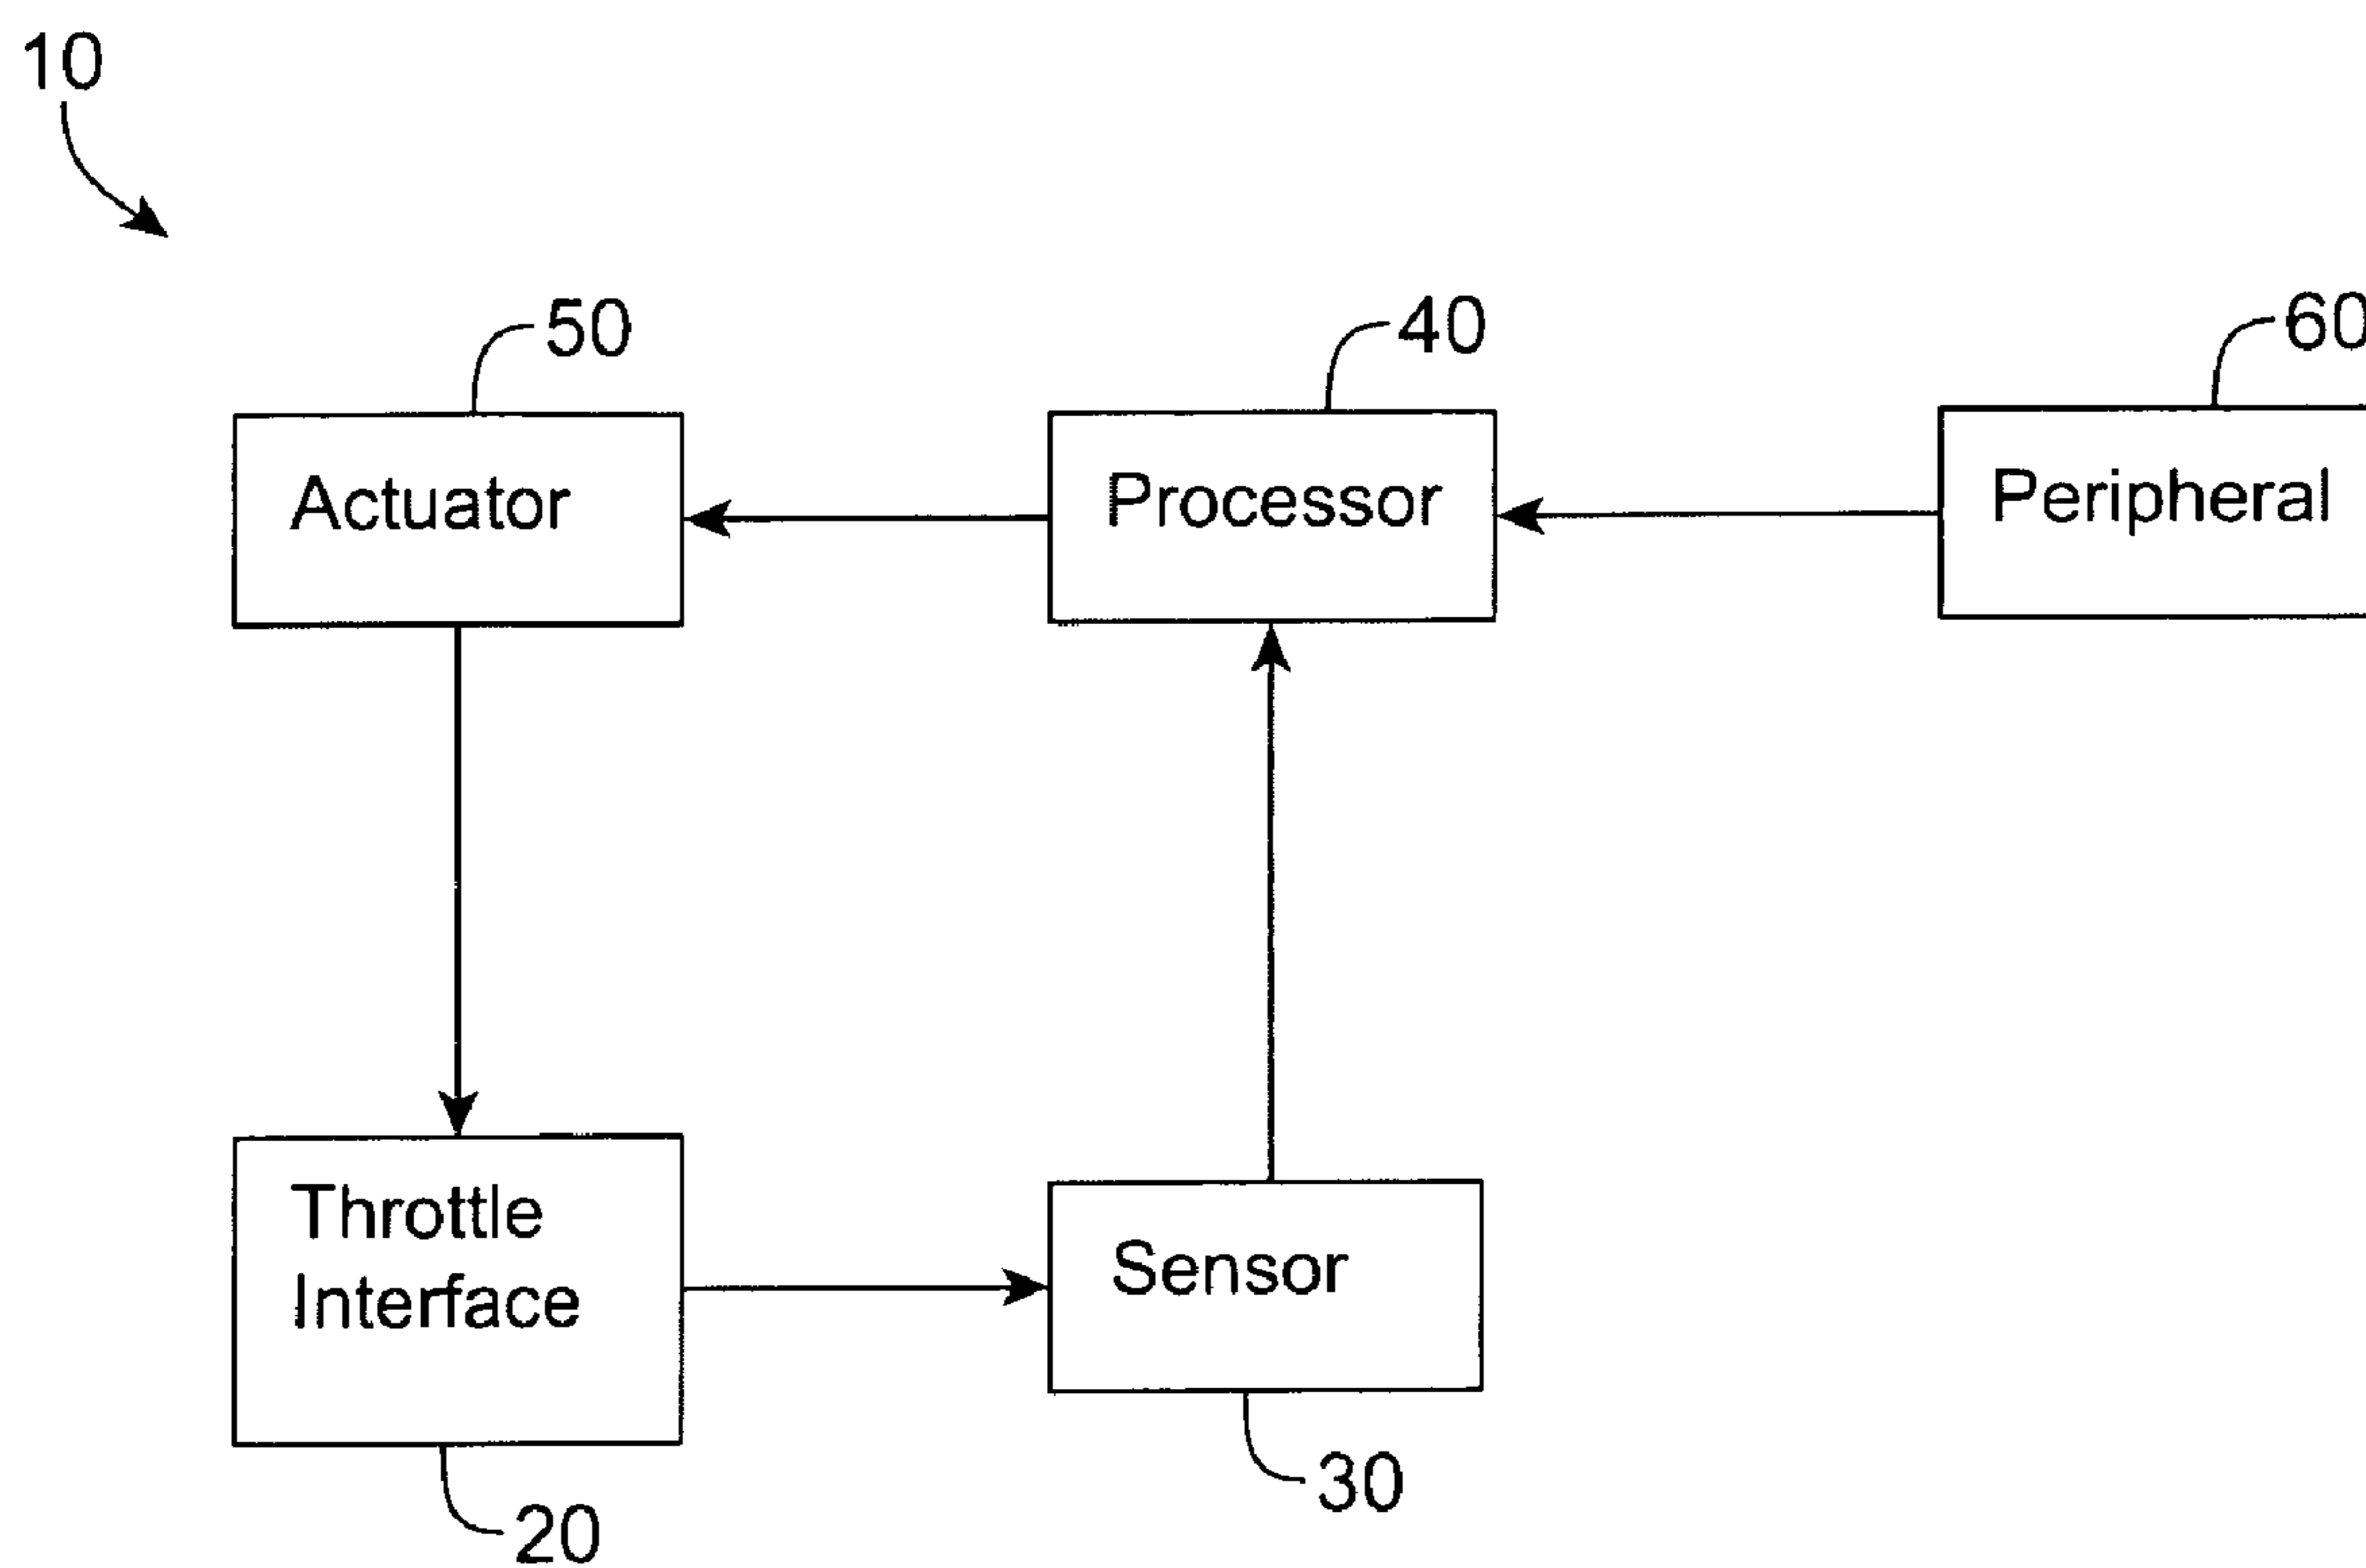 10
50
40
60
Actuator
Processor
Peripheral
Throttle
Interface
Sensor
30
20